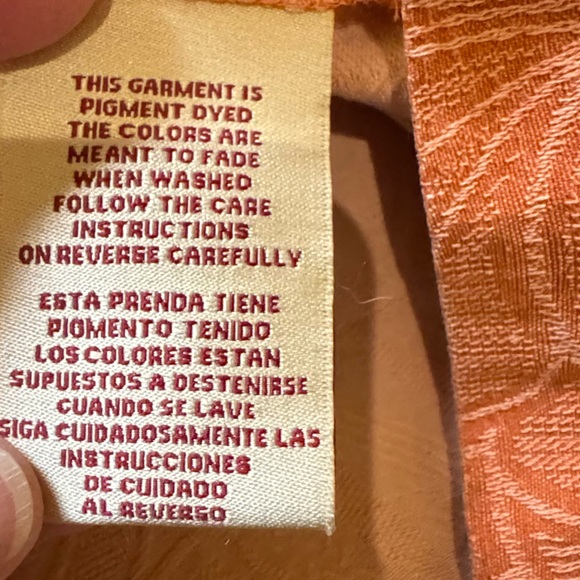 THIS GARMENT IS
PIGMENT DYED
THE COLORS ARE
MEANT TO FADE
WHEN WASHED
FOLLOW THE CARE
INSTRUCTIONS
ON REVERSE CAREFULLY
ESTA PRENDA TIENE
PIGMENTO TENIDO
LOS COLORES ESTAN
SUPUESTOS A DESTENIRSE
CUANDO SE LAVE
SIGA CUIDADOSAMENTE LAS
INSTRUCCIONES
DE CUIDADO
AL REVERSO